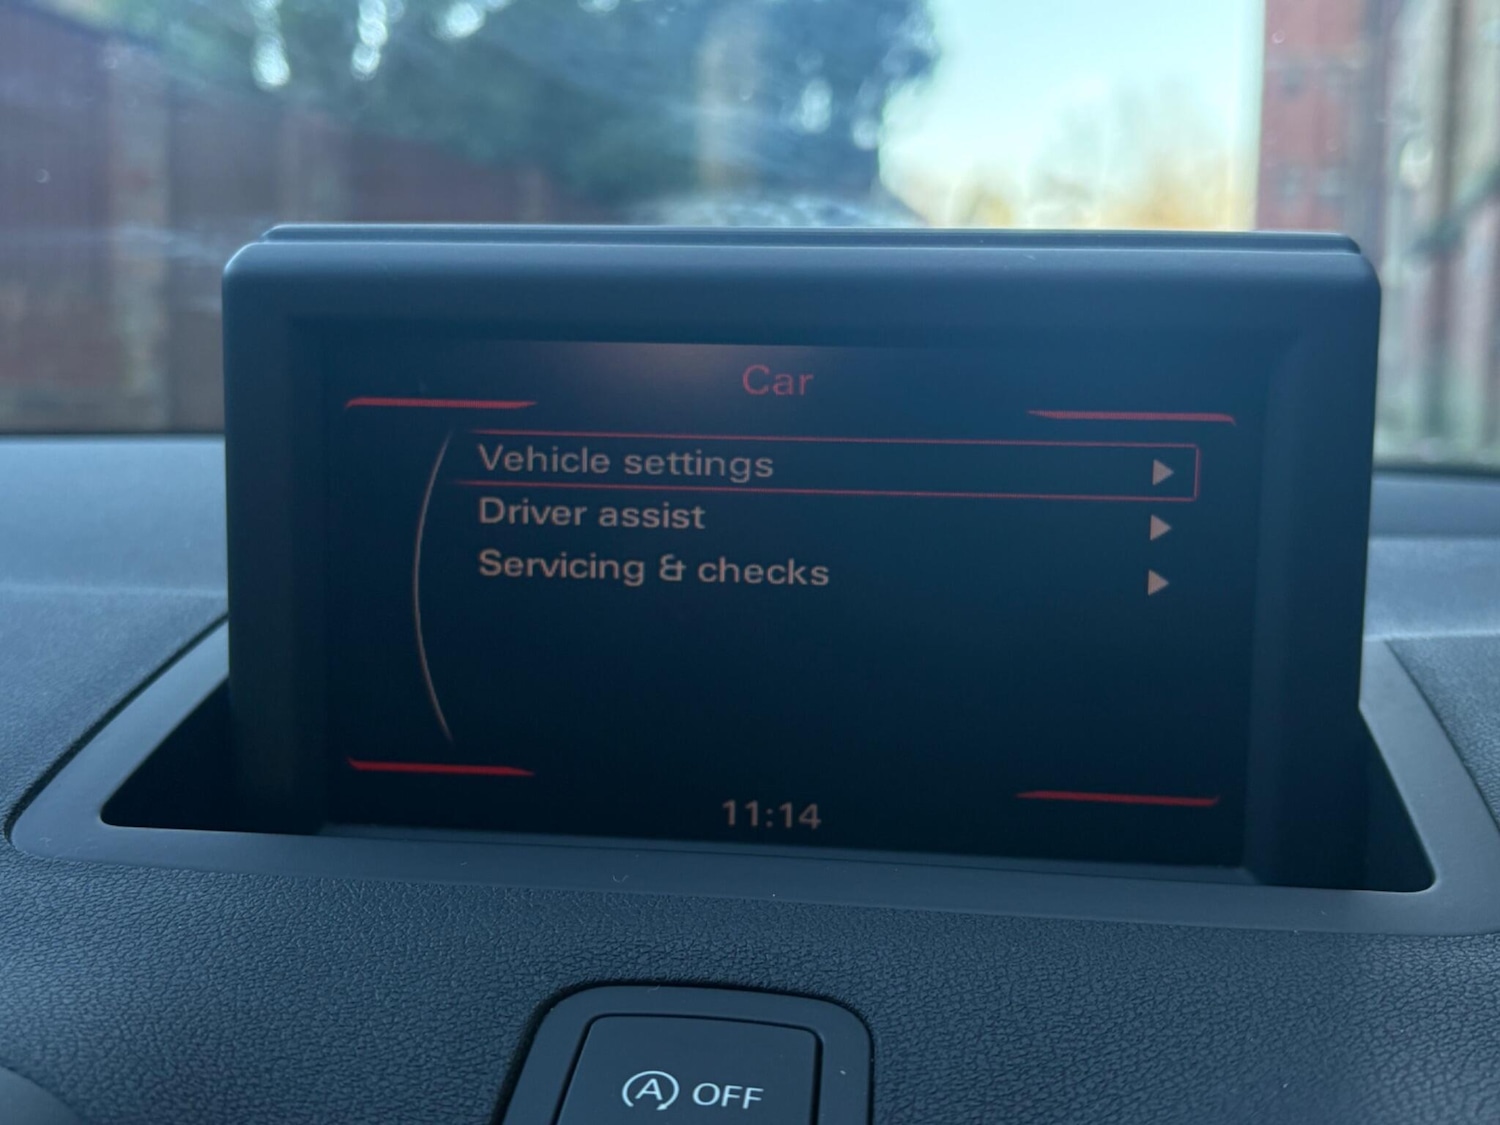 Car
Vehicle settings
Driver assist
Servicing & checks
11:14
A OFF